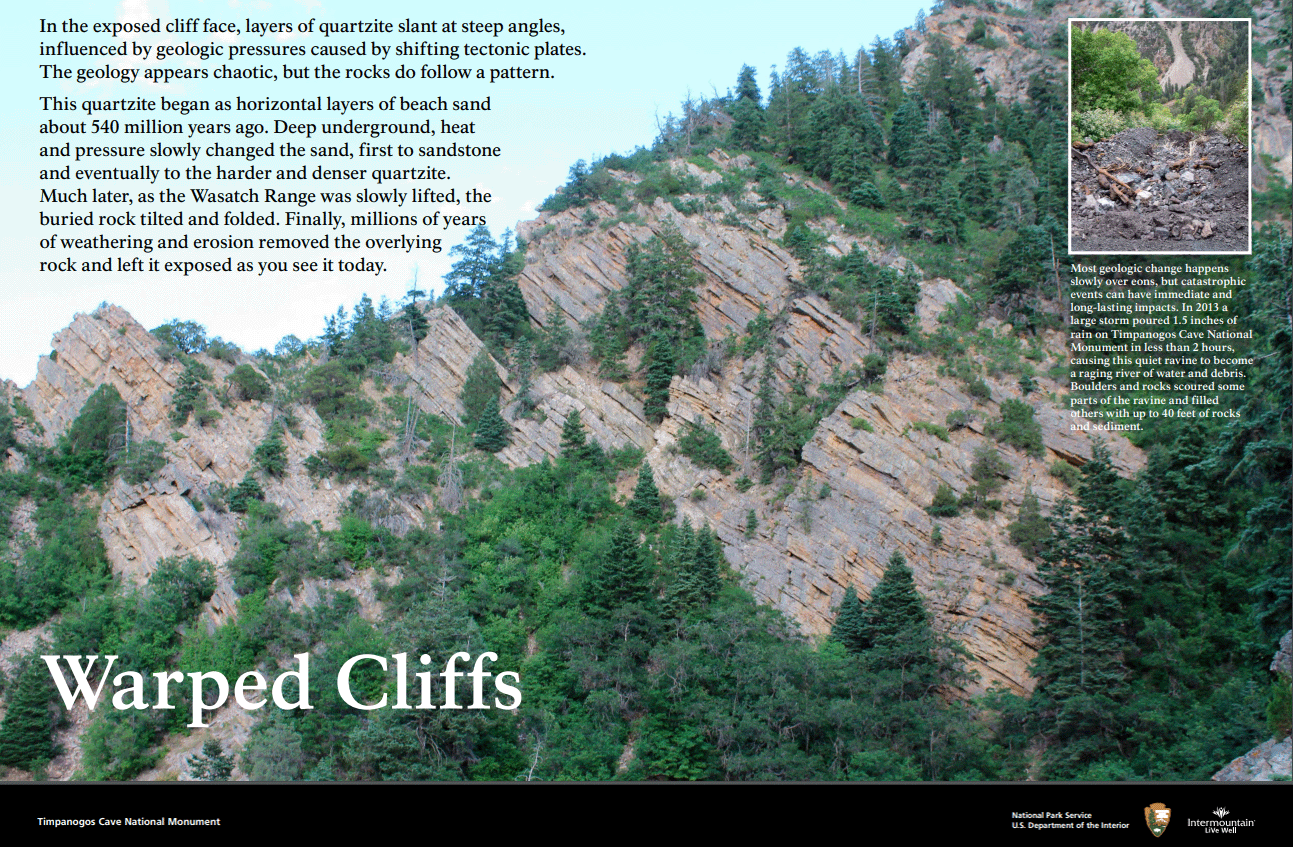 In the exposed cliff face, layers of quartzite slant at steep angles,
influenced by geologic pressures caused by shifting tectonic plates.
The geology appears chaotic, but the rocks do follow a pattern.
This quartzite began as horizontal layers of beach sand
about 540 million years ago. Deep underground, heat
and pressure slowly changed the sand, first to sandstone
and eventually to the harder and denser quartzite.
Much later, as the Wasatch Range was slowly lifted, the
buried rock tilted and folded. Finally, millions of years
of weathering and erosion removed the overlying
rock and left it exposed as you see it today.
Most geologic change happens
slowly over eons, but catastrophic
events can have immediate and
long-lasting impacts. In 2013 a
large storm poured 1.5 inches of
rain on Timpanogos Cave National
Monument in less than 2 hours,
causing this quiet ravine to become
a raging river of water and debris.
Boulders and rocks scoured some
parts of the ravine and filled
others with up to 40 feet of rocks
and sediment.
Warped Cliffs
Timpanogos Cave National Monument
National Park Service
U.S. Department of the Interior
Intermountain
LiVe Well